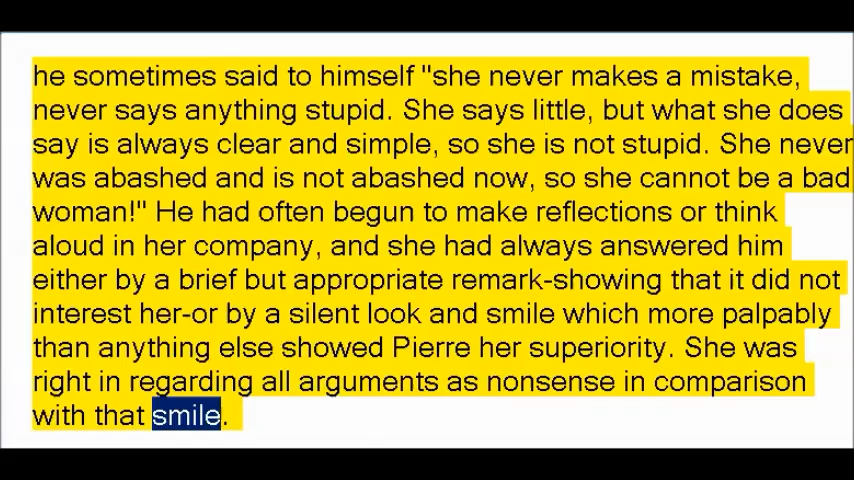 he sometimes said to himself "she never makes a mistake,
never says anything stupid. She says little, but what she does
say is always clear and simple, so she is not stupid. She never
was abashed and is not abashed now, so she cannot be a bad
woman!" He had often begun to make reflections or think
aloud in her company, and she had always answered him
either by a brief but appropriate remark-showing that it did not
interest her-or by a silent look and smile which more palpably
than anything else showed Pierre her superiority. She was
right in regarding all arguments as nonsense in comparison
with that smile.